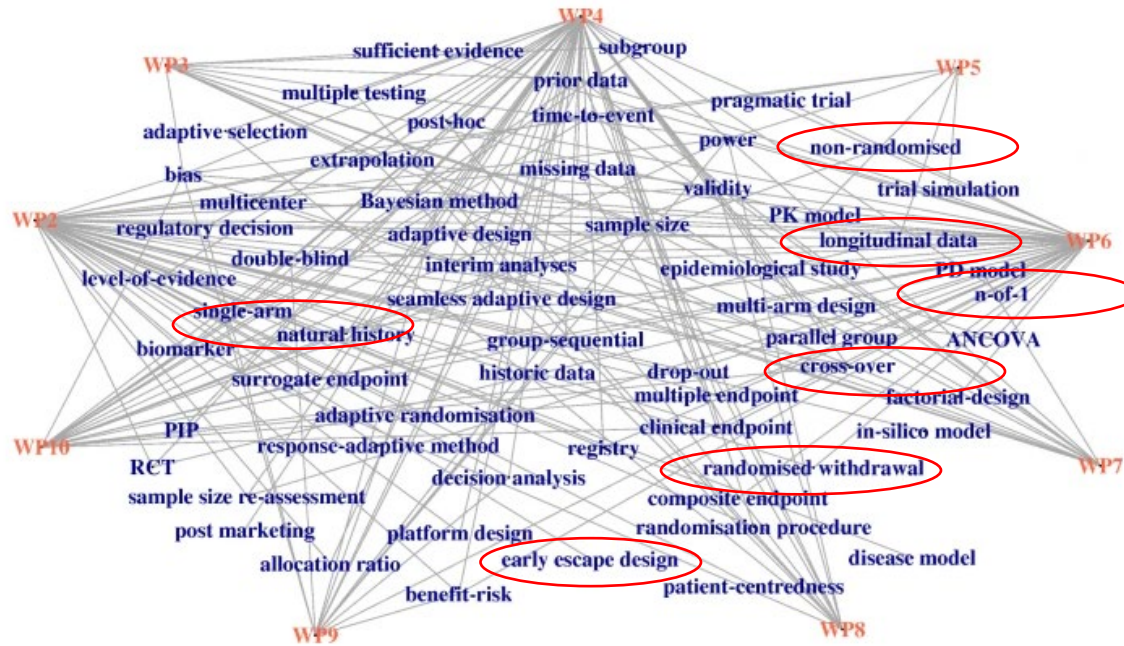 WP4
sufficient evidence
subgroup
WP3
WP5
prior data
multiple testing
pragmatic trial
time-to-event
post-hoc
adaptive selection
power
non-randomised
extrapolation
missing data
bias
validity
trial simulation
multicenter
Bayesian method
PK model
WP2
regulatory decision
sample size
adaptive design
longitudinal data
WP6
double-blind
interim analyses
epidemiological study
PD model
level-of-evidence
n-of-1
seamless adaptive design
multi-arm design
single-arm
natural history
group-sequential
parallel group
ANCOVA
biomarker
cross-over
surrogate endpoint
historic data
drop-out
multiple endpoint
factorial-design
adaptive randomisation
PIP
clinical endpoint
in-silico model
WP10
response-adaptive method
registry
WP7
RCT
randomised withdrawal
decision analysis
sample size re-assessment
composite endpoint
post marketing
platform design
randomisation procedure
allocation ratio
early escape design
disease model
benefit-risk
patient-centredness
WP9
WP8